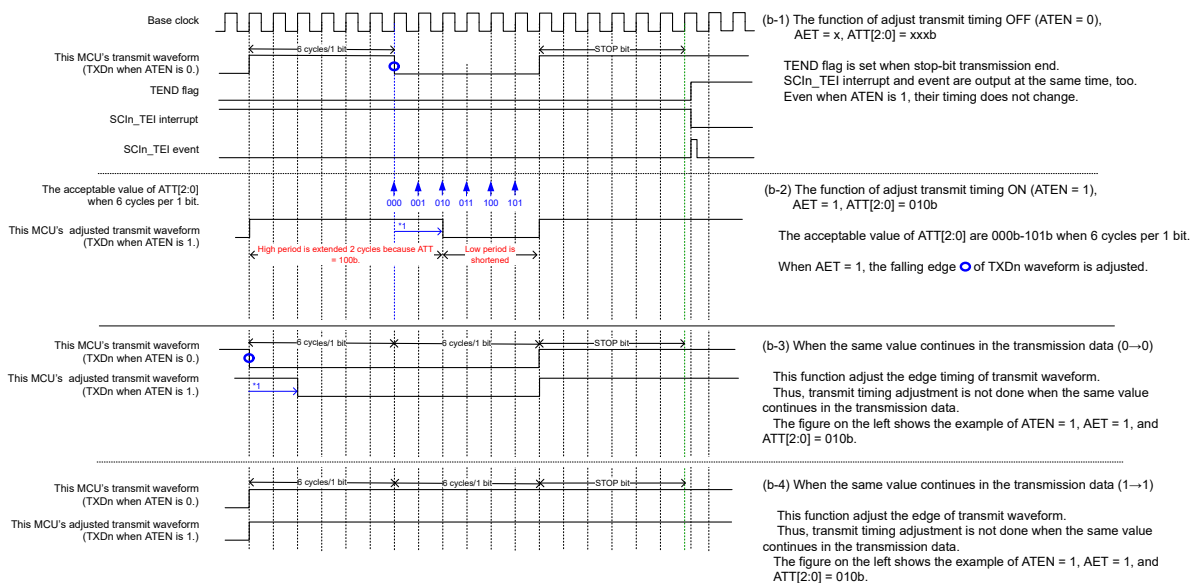 Base clock
(b-1) The function of adjust transmit timing OFF (ATEN = 0),
AET = x, ATT[2:0] = xxxb
6 cycles/1 bit
STOP bit
This MCU's transmit waveform
(TXDn when ATEN is 0.)
TEND flag is set when stop-bit transmission end.
SCIn_TEI interrupt and event are output at the same time, too.
Even when ATEN is 1, their timing does not change.
TEND flag
SCIn_TEI interrupt
SCIn_TEI event
The acceptable value of ATT[2:0]
when 6 cycles per 1 bit.
000 001 010 011 100 101
(b-2) The function of adjust transmit timing ON (ATEN = 1),
AET = 1, ATT[2:0] = 010b
This MCU's adjusted transmit waveform
(TXDn when ATEN is 1.)
*1
High period is extended 2 cycles because ATT
= 100b.
Low period is
shortened
The acceptable value of ATT[2:0] are 000b-101b when 6 cycles per 1 bit.
When AET = 1, the falling edge of TXDn waveform is adjusted.
This MCU's transmit waveform
(TXDn when ATEN is 0.)
6 cycles/1 bit
6 cycles/1 bit
STOP bit
(b-3) When the same value continues in the transmission data (0→0)
This MCU's adjusted transmit waveform
(TXDn when ATEN is 1.)
*1
This function adjust the edge timing of transmit waveform.
Thus, transmit timing adjustment is not done when the same value
continues in the transmission data.
The figure on the left shows the example of ATEN = 1, AET = 1, and
ATT[2:0] = 010b.
This MCU's transmit waveform
(TXDn when ATEN is 0.)
6 cycles/1 bit
6 cycles/1 bit
STOP bit
(b-4) When the same value continues in the transmission data (1→1)
This MCU's adjusted transmit waveform
(TXDn when ATEN is 1.)
This function adjust the edge of transmit waveform.
Thus, transmit timing adjustment is not done when the same value
continues in the transmission data.
The figure on the left shows the example of ATEN = 1, AET = 1, and
ATT[2:0] = 010b.